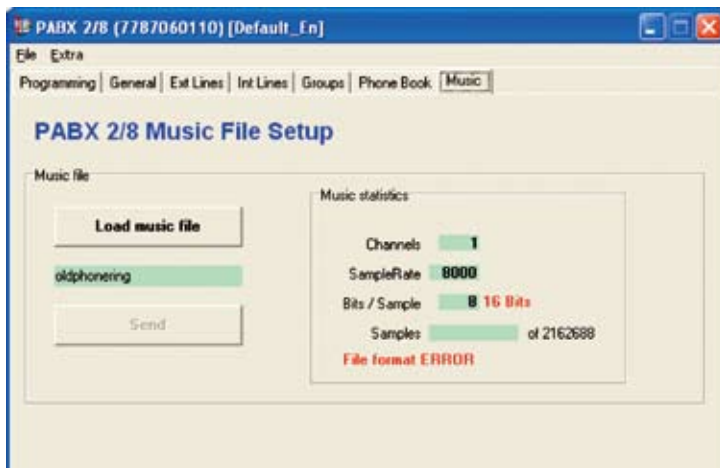 PABX 2/8 (7787060110) [Default_En]
File Extra
Programming General Ext Lines Int Lines Groups Phone Book Music
PABX 2/8 Music File Setup
Music file
Load music file
oldphonering
Send
Music statistics
Channels 1
SampleRate 8000
Bits / Sample 8 16 Bits
Samples of 2162688
File format ERROR